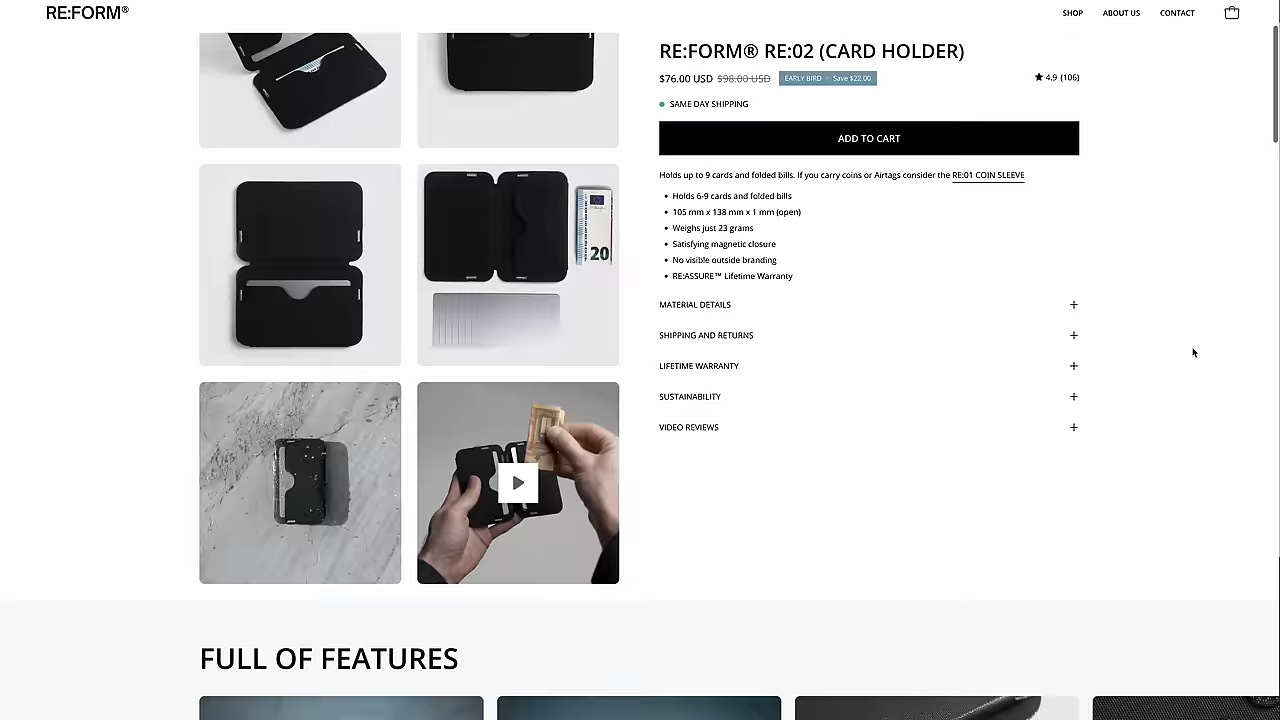 RE:FORM®
SHOP
ABOUT US
CONTACT
RE:FORM® RE:02 (CARD HOLDER)
$76.00 USD $98.00 USD EARLY BIRD — Save $22.00
★ 4.9 (106)
SAME DAY SHIPPING
ADD TO CART
Holds up to 9 cards and folded bills. If you carry coins or Airtags consider the RE:01 COIN SLEEVE
Holds 6-9 cards and folded bills
105 mm x 138 mm x 1 mm (open)
Weighs just 23 grams
Satisfying magnetic closure
No visible outside branding
RE:ASSURE™ Lifetime Warranty
MATERIAL DETAILS
SHIPPING AND RETURNS
LIFETIME WARRANTY
SUSTAINABILITY
VIDEO REVIEWS
20
FULL OF FEATURES